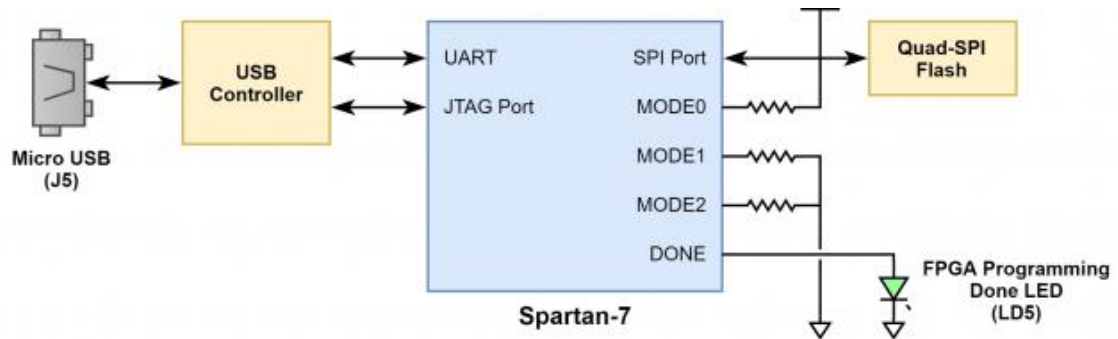 Micro USB
(J5)
USB
Controller
UART
JTAG Port
SPI Port
MODE0
MODE1
MODE2
DONE
Spartan-7
Quad-SPI
Flash
FPGA Programming
Done LED
(LD5)